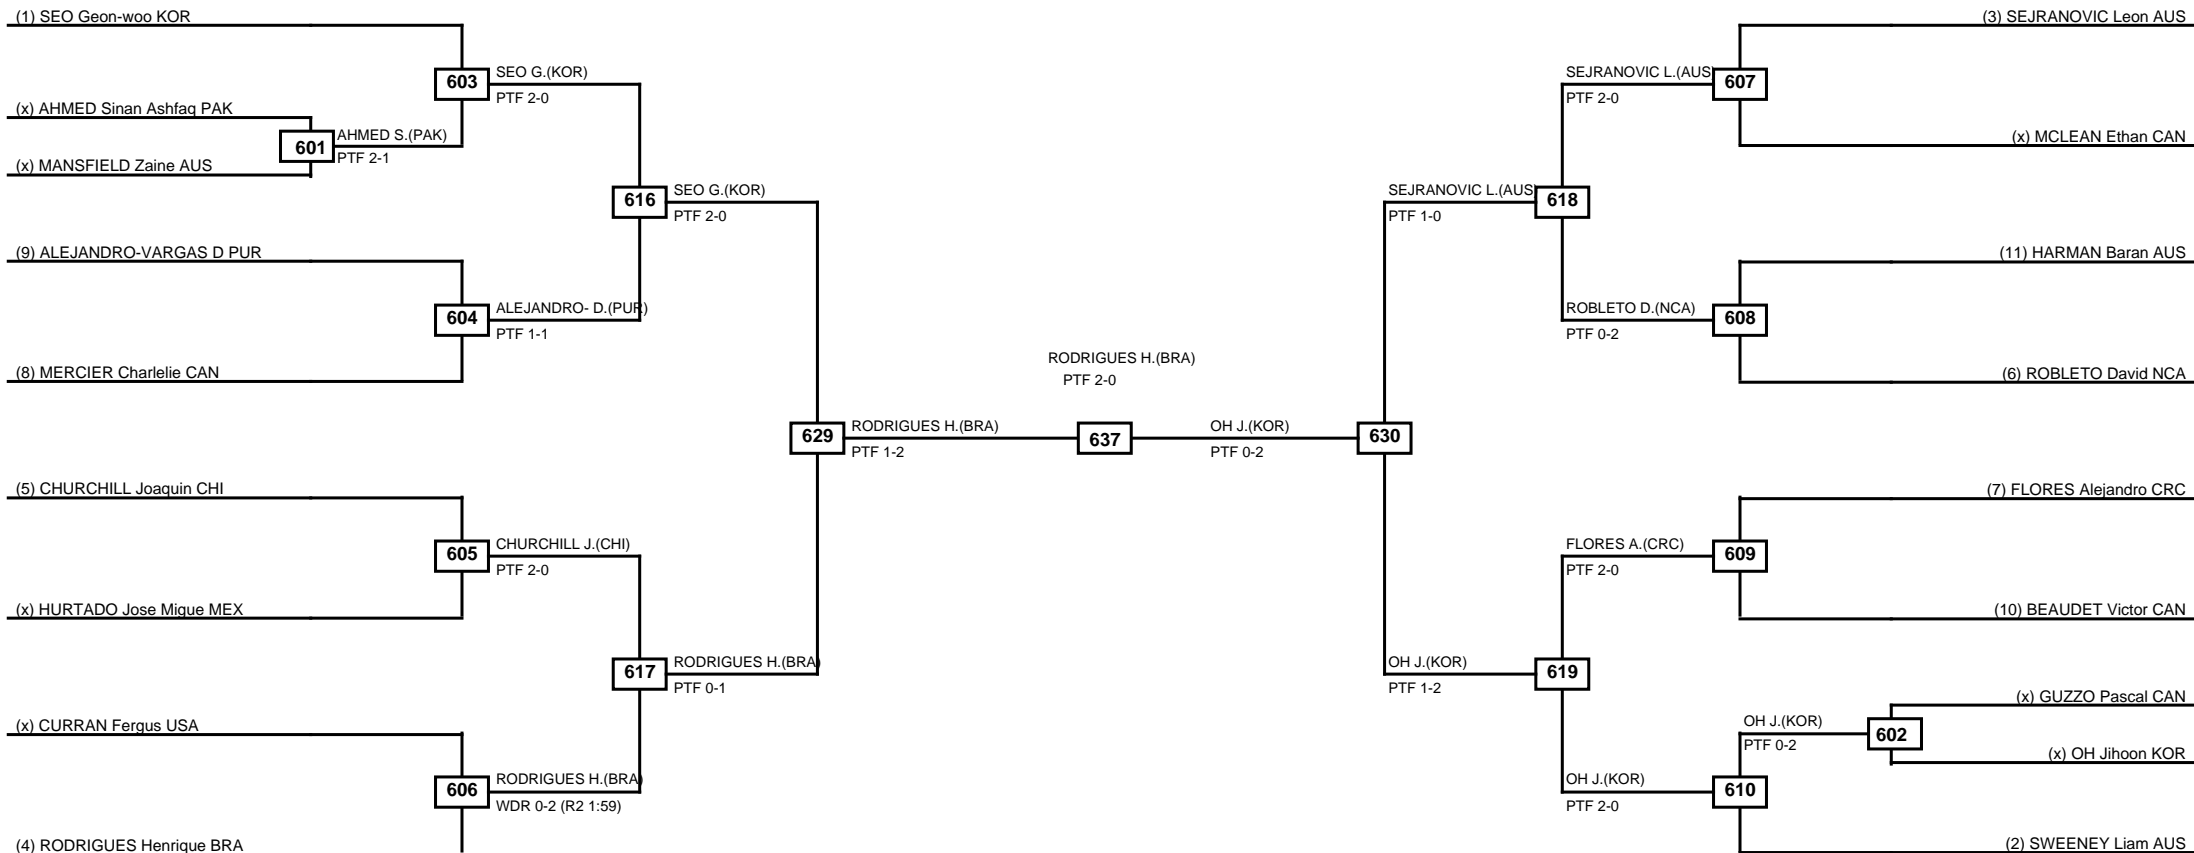 (1) SEO Geon-woo KOR
603
SEO G.(KOR)
PTF 2-0
(x) AHMED Sinan Ashfaq PAK
601
AHMED S.(PAK)
PTF 2-1
(x) MANSFIELD Zaine AUS
616
SEO G.(KOR)
PTF 2-0
(9) ALEJANDRO-VARGAS D PUR
604
ALEJANDRO- D.(PUR)
PTF 1-1
(8) MERCIER Charlelie CAN
629
RODRIGUES H.(BRA)
PTF 1-2
(5) CHURCHILL Joaquin CHI
605
CHURCHILL J.(CHI)
PTF 2-0
(x) HURTADO Jose Migue MEX
617
RODRIGUES H.(BRA)
PTF 0-1
(x) CURRAN Fergus USA
606
RODRIGUES H.(BRA)
WDR 0-2 (R2 1:59)
(4) RODRIGUES Henrique BRA
RODRIGUES H.(BRA)
PTF 2-0
637
(3) SEJRANOVIC Leon AUS
SEJRANOVIC L.(AUS)
PTF 2-0
607
(x) MCLEAN Ethan CAN
SEJRANOVIC L.(AUS)
PTF 1-0
618
(11) HARMAN Baran AUS
ROBLETO D.(NCA)
PTF 0-2
608
(6) ROBLETO David NCA
OH J.(KOR)
PTF 0-2
630
(7) FLORES Alejandro CRC
FLORES A.(CRC)
PTF 2-0
609
(10) BEAUDET Victor CAN
OH J.(KOR)
PTF 1-2
619
(x) GUZZO Pascal CAN
OH J.(KOR)
PTF 0-2
602
(x) OH Jihoon KOR
OH J.(KOR)
PTF 2-0
610
(2) SWEENEY Liam AUS